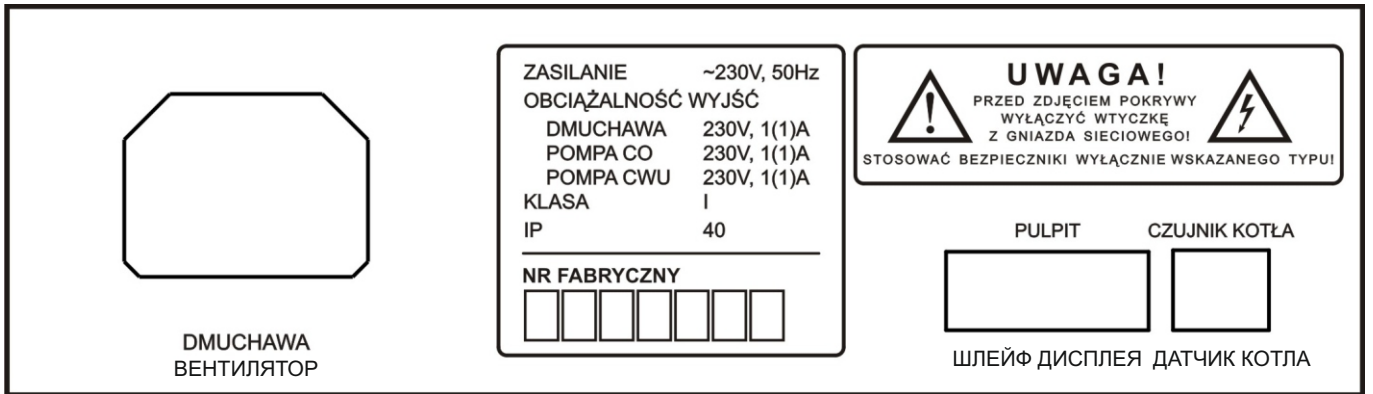 DMUCHAWA
ВЕНТИЛЯТОР
ZASILANIE ~230V, 50Hz
OBCIĄŻALNOŚĆ WYJŚĆ
DMUCHAWA 230V, 1(1)A
POMPA CO 230V, 1(1)A
POMPA CWU 230V, 1(1)A
KLASA I
IP 40
NR FABRYCZNY
UWAGA!
PRZED ZDJĘCIEM POKRYWY
WYŁĄCZYĆ WTYCZKĘ
Z GNIAZDA SIECIOWEGO!
STOSOWAĆ BEZPIECZNIKI WYŁĄCZNIE WSKAZANEGO TYPU!
PULPIT CZUJNIK KOTŁA
ШЛЕЙФ ДИСПЛЕЯ ДАТЧИК КОТЛА